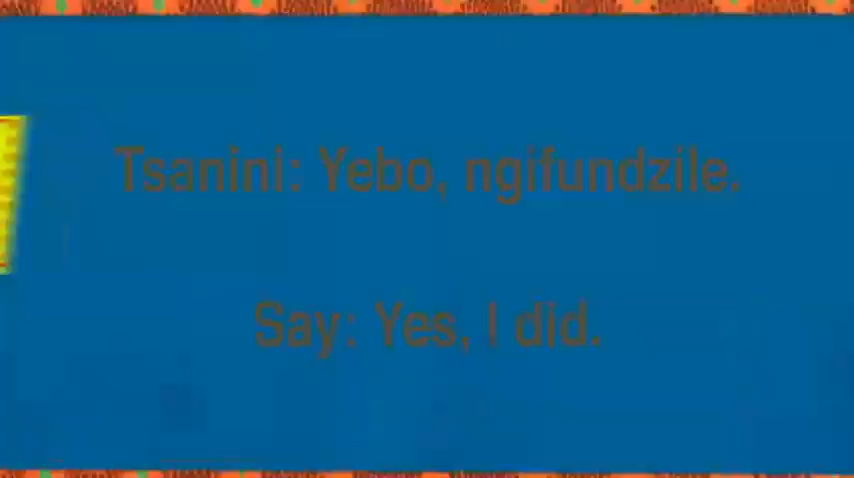 Tsanini: Yebo, ngifundzile.
Say: Yes, I did.